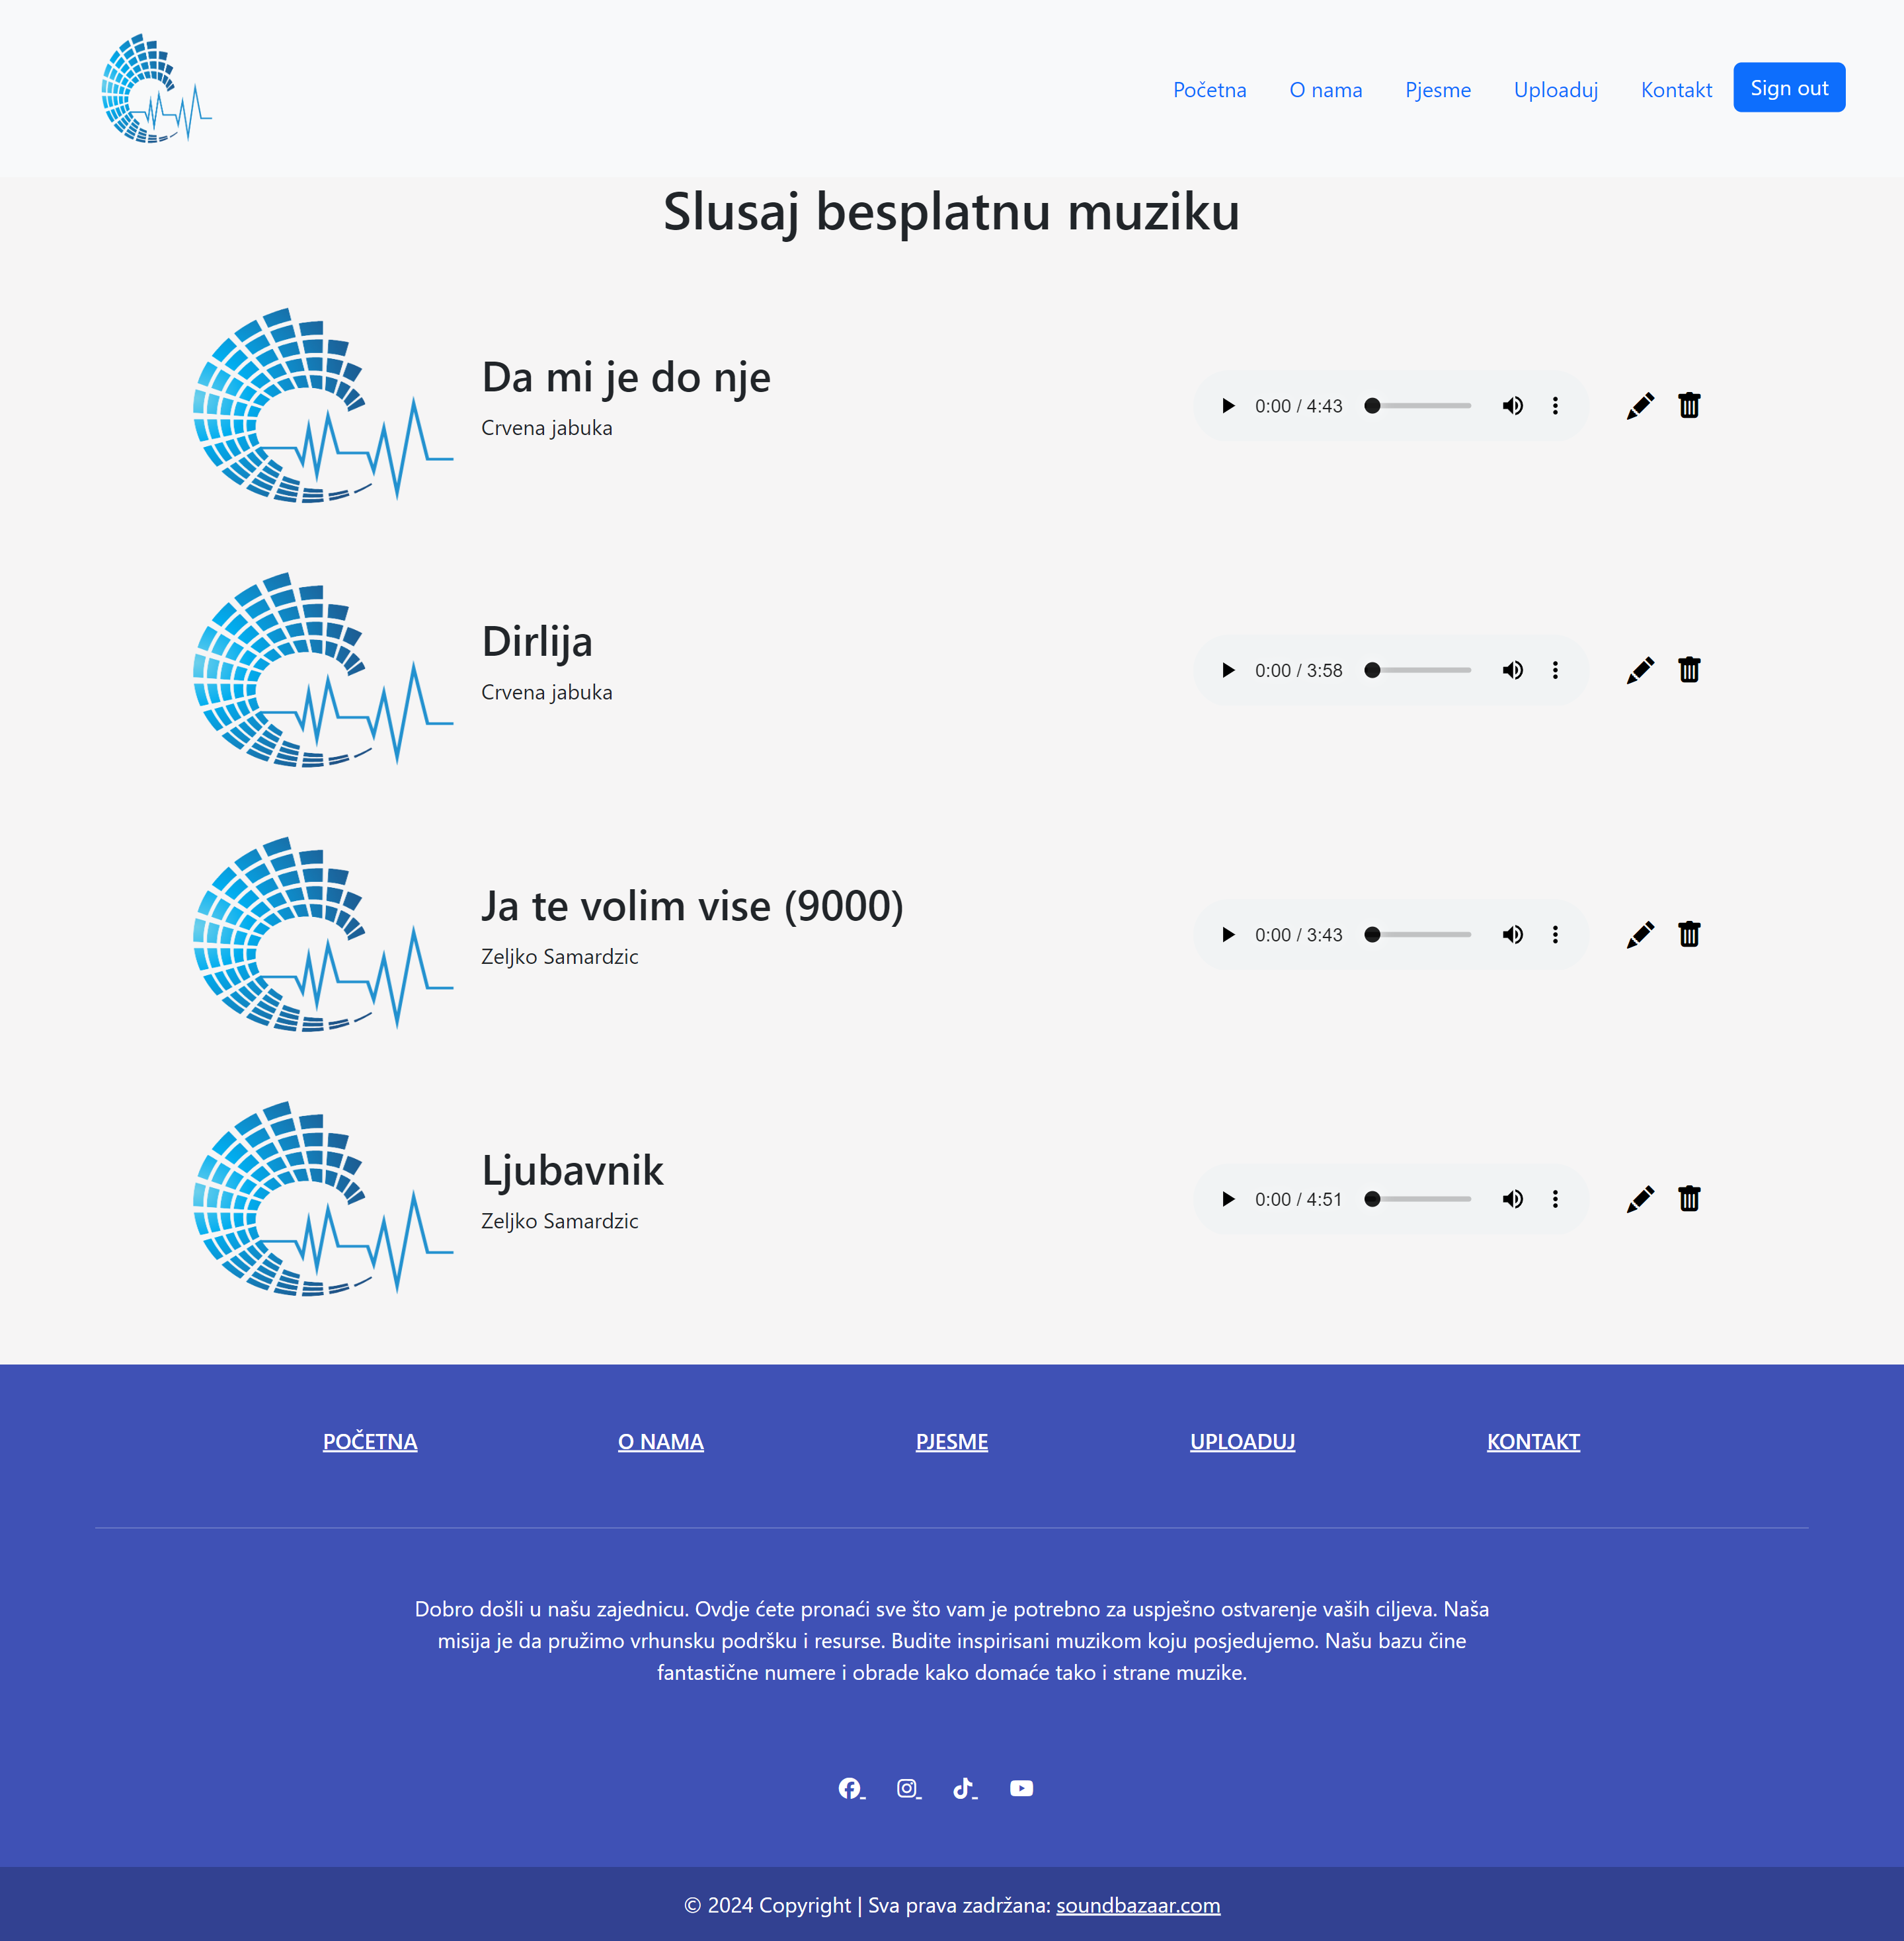 Početna O nama Pjesme Uploaduj Kontakt Sign out
Slusaj besplatnu muziku
Da mi je do nje
Crvena jabuka
0:00 / 4:43
Dirlija
Crvena jabuka
0:00 / 3:58
Ja te volim vise (9000)
Zeljko Samardzic
0:00 / 3:43
Ljubavnik
Zeljko Samardzic
0:00 / 4:51
POČETNA O NAMA PJESME UPLOADUJ KONTAKT
Dobro došli u našu zajednicu. Ovdje ćete pronaći sve što vam je potrebno za uspješno ostvarenje vaših ciljeva. Naša
misija je da pružimo vrhunsku podršku i resurse. Budite inspirisani muzikom koju posjedujemo. Našu bazu čine
fantastične numere i obrade kako domaće tako i strane muzike.
© 2024 Copyright | Sva prava zadržana: soundbazaar.com